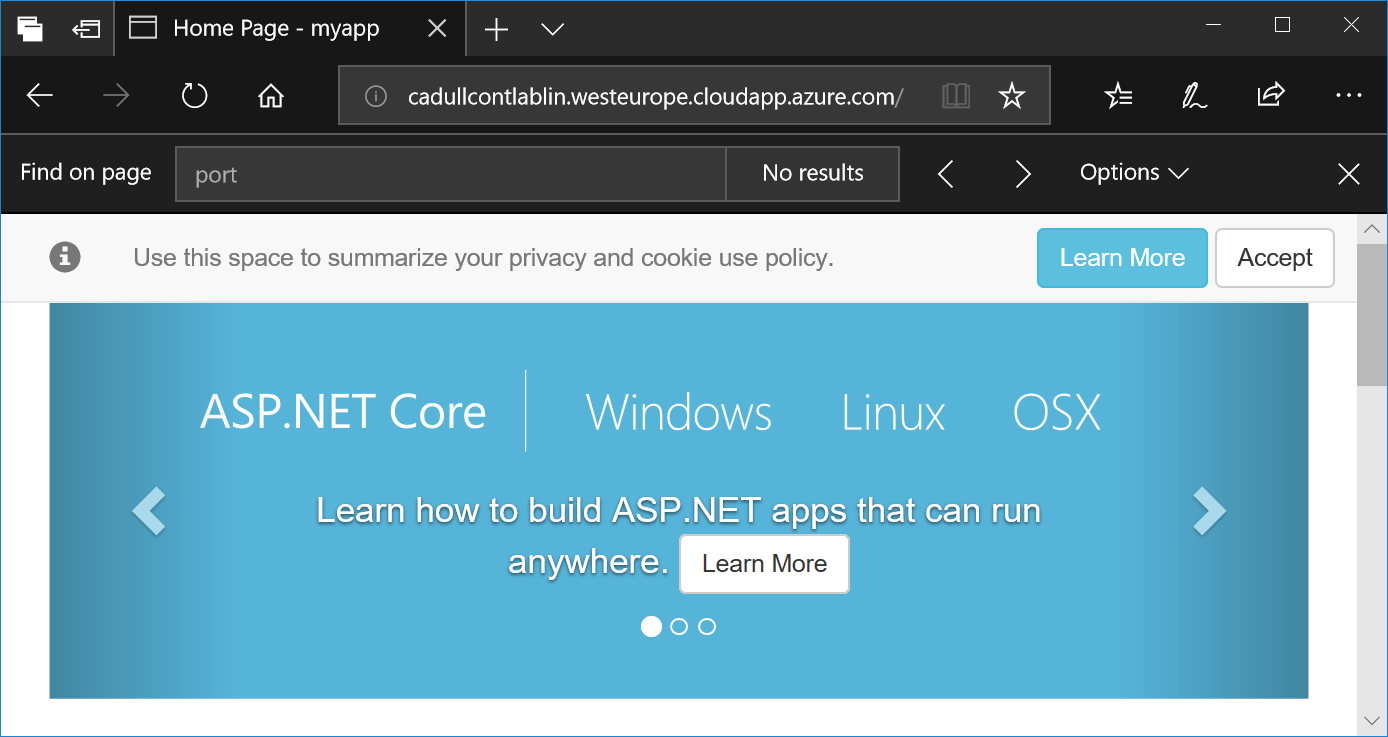 Home Page - myapp
cadullcontlablin.westeurope.cloudapp.azure.com/
Find on page port No results Options
Use this space to summarize your privacy and cookie use policy. Learn More Accept
ASP.NET Core Windows Linux OSX
Learn how to build ASP.NET apps that can run
anywhere. Learn More